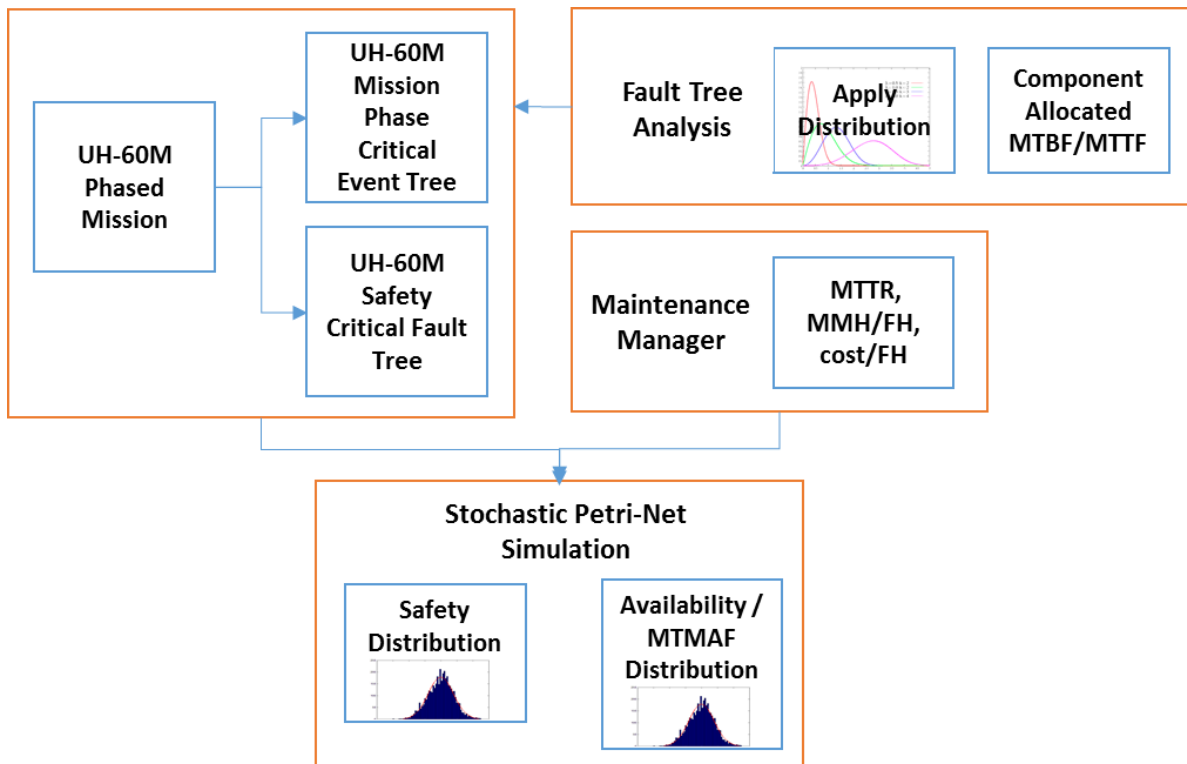 UH-60M
Phased
Mission
UH-60M
Mission
Phase
Critical
Event Tree
UH-60M
Safety
Critical Fault
Tree
Fault Tree
Analysis
Apply
Distribution
Component
Allocated
MTBF/MTTF
Maintenance
Manager
MTTR,
MMH/FH,
cost/FH
Stochastic Petri-Net
Simulation
Safety
Distribution
Availability /
MTMAF
Distribution